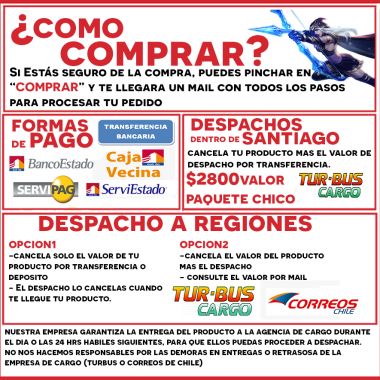 ¿COMO
COMPRAR?
SI ESTÁS SEGURO DE LA COMPRA, PUEDES PINCHAR EN
"COMPRAR" Y TE LLEGARA UN MAIL CON TODOS LOS PASOS
PARA PROCESAR TU PEDIDO
FORMAS
DE PAGO
TRANSFERENCIA
BANCARIA
BancoEstado
Caja
Vecina
SERVIPAG
ServiEstado
DESPACHOS
DENTRO DE SANTIAGO
CANCELA TU PRODUCTO MAS EL VALOR DE
DESPACHO POR TRANSFERENCIA.
$2800 VALOR
PAQUETE CHICO
TUR-BUS
CARGO
DESPACHO A REGIONES
OPCION1
-CANCELA SOLO EL VALOR DE TU
PRODUCTO POR TRANSFERENCIA O
DEPOSITO
- EL DESPACHO LO CANCELAS CUANDO
TE LLEGUE TU PRODUCTO.
OPCION2
-CANCELA EL VALOR DEL PRODUCTO
MAS EL DESPACHO
- CONSULTE EL VALOR POR MAIL
TUR-BUS
CARGO
CORREOS
CHILE
NUESTRA EMPRESA GARANTIZA LA ENTREGA DEL PRODUCTO A LA AGENCIA DE CARGO DURANTE
EL DIA O LAS 24 HRS HABILES SIGUIENTES, PARA QUE ELLOS PUEDAS PROCEDER A DESPACHAR.
NO NOS HACEMOS RESPONSABLES POR LAS DEMORAS EN ENTREGAS O RETRASOSA DE LA
EMPRESA DE CARGO (TURBUS O CORREOS DE CHILE)